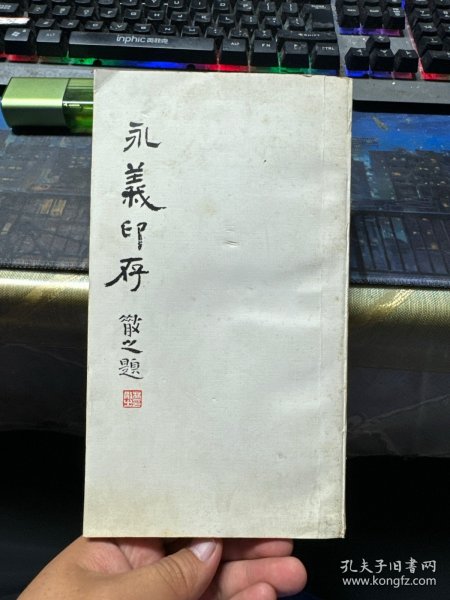 inphic 英菲克
永義印存
散之題
孔夫子旧书网
www.kongfz.com